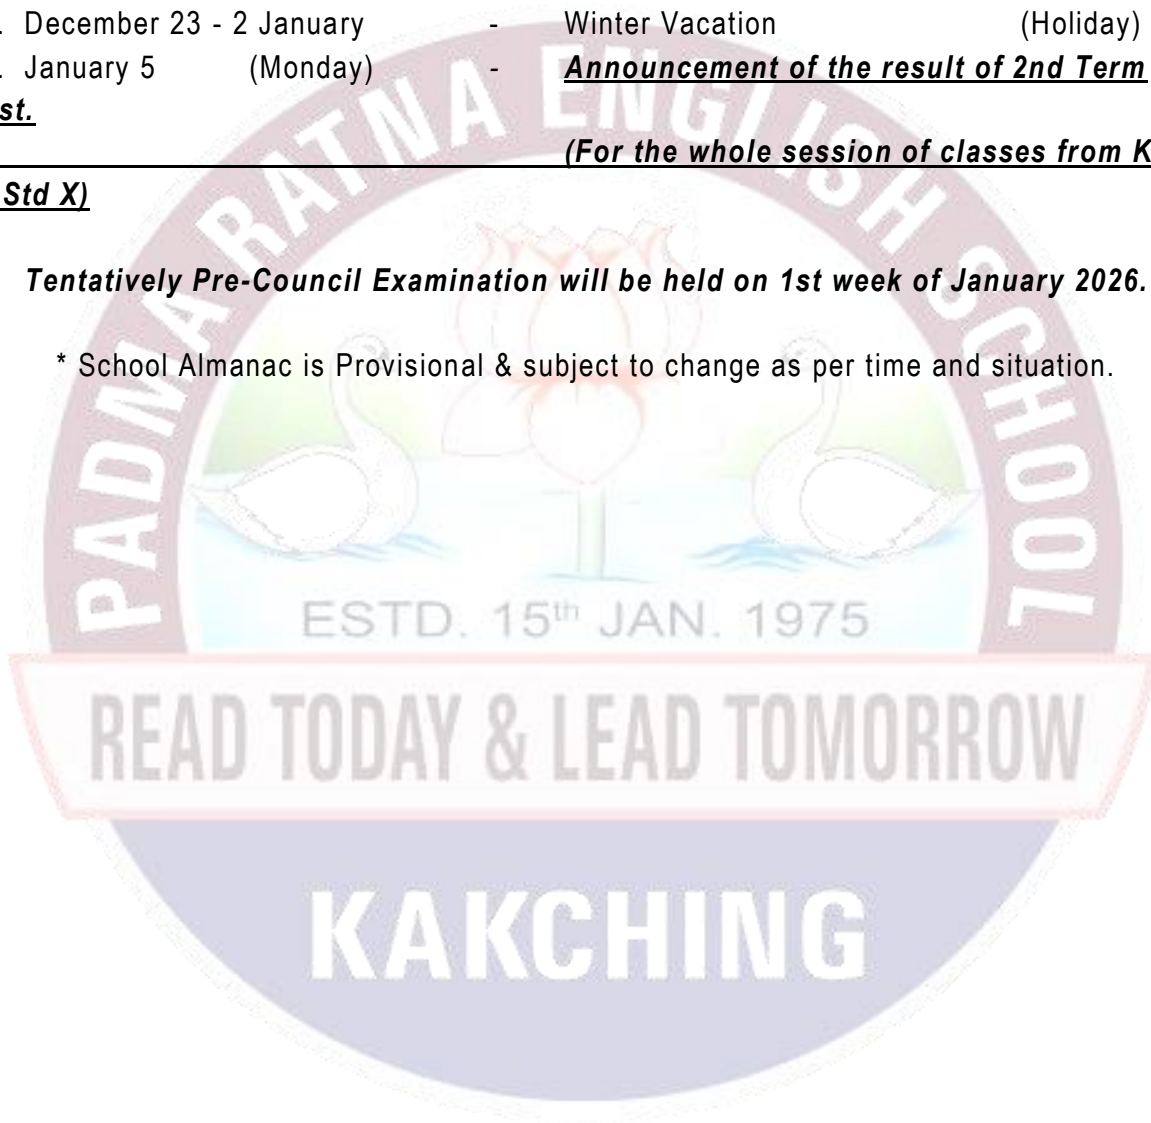 . December 23 - 2 January - Winter Vacation (Holiday)
. January 5 (Monday) - Announcement of the result of 2nd Term
st.
(For the whole session of classes from K
Std X)
Tentatively Pre-Council Examination will be held on 1st week of January 2026.
* School Almanac is Provisional & subject to change as per time and situation.
PADMA RATNA ENGLISH SCHOOL
ESTD. 15th JAN. 1975
READ TODAY & LEAD TOMORROW
KAKCHING